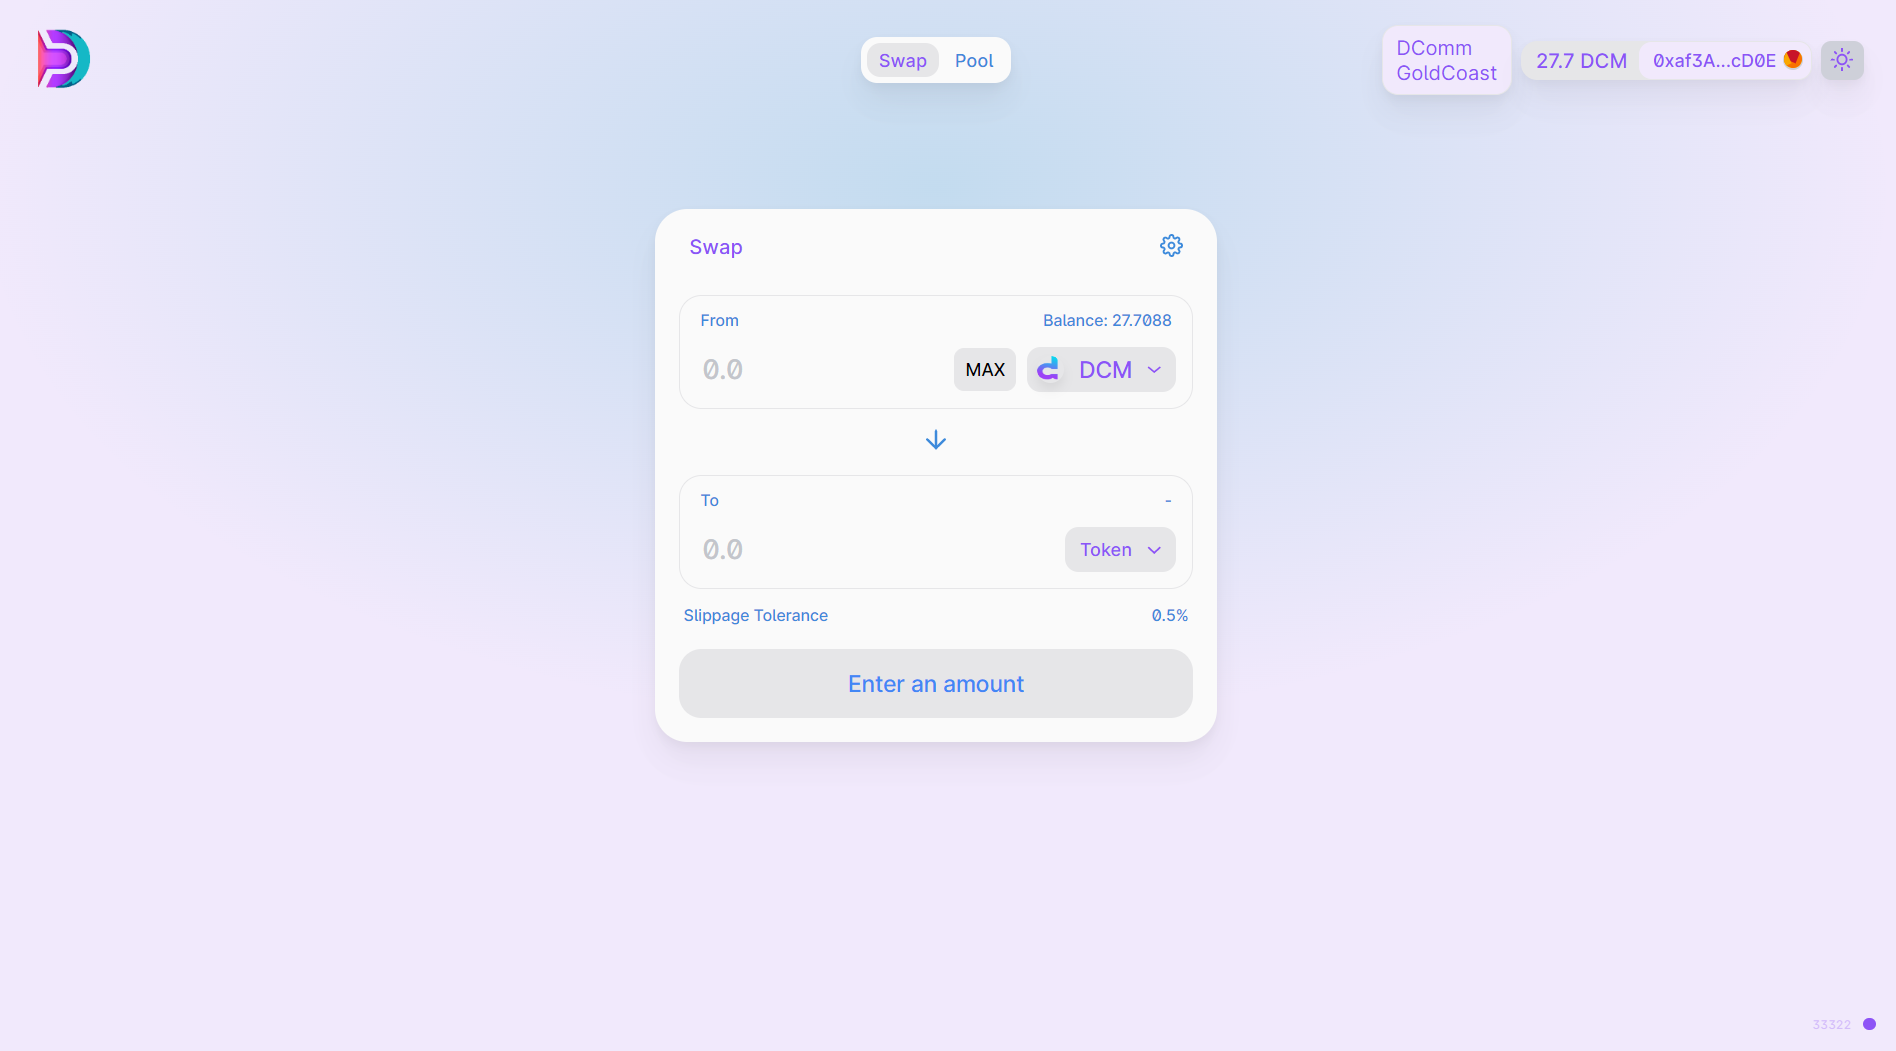 Swap
Pool
DComm
GoldCoast
27.7 DCM
0xaf3A...cD0E
Swap
From
Balance: 27.7088
0.0
MAX
DCM
To
-
0.0
Token
Slippage Tolerance
0.5%
Enter an amount
33322